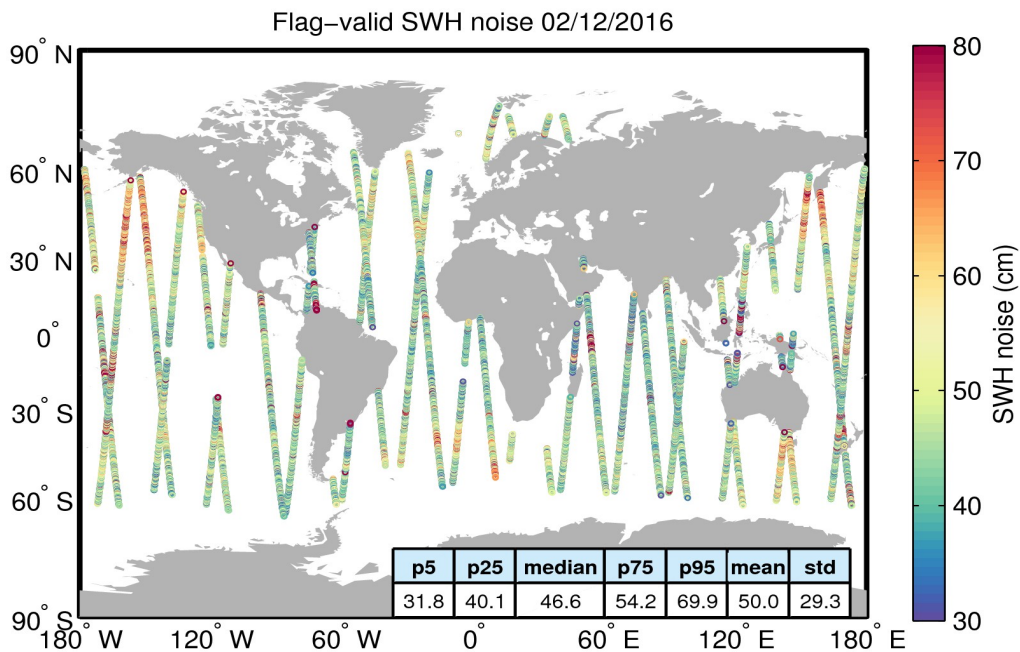 Flag−valid SWH noise 02/12/2016
90° N
60° N
30° N
0°
30° S
60° S
90° S
180° W
120° W
60° W
0°
60° E
120° E
180° E
80
70
60
50
40
30
SWH noise (cm)
p5 p25 median p75 p95 mean std
31.8 40.1 46.6 54.2 69.9 50.0 29.3